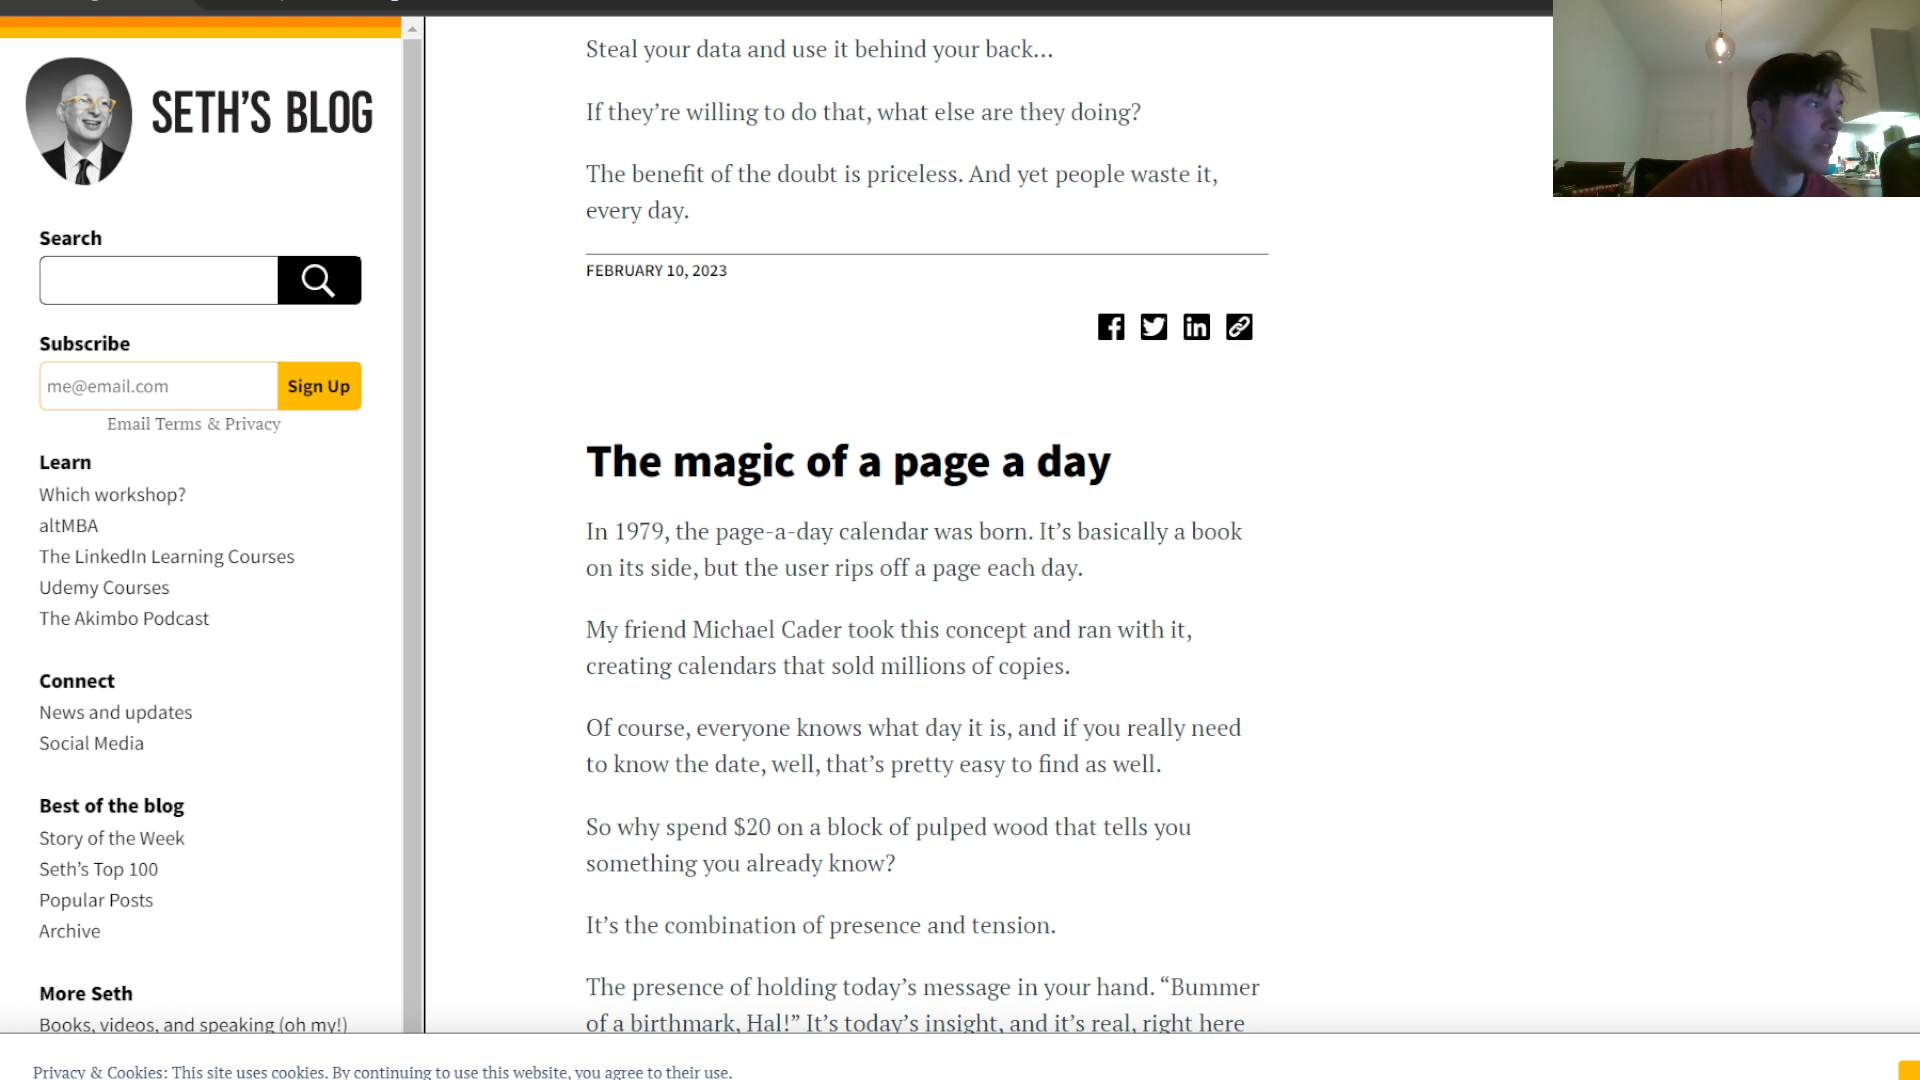 SETH'S BLOG
Search
Subscribe
me@email.com
Sign Up
Email Terms & Privacy
Learn
Which workshop?
altMBA
The LinkedIn Learning Courses
Udemy Courses
The Akimbo Podcast
Connect
News and updates
Social Media
Best of the blog
Story of the Week
Seth’s Top 100
Popular Posts
Archive
More Seth
Books, videos, and speaking (oh my!)
Steal your data and use it behind your back…
If they’re willing to do that, what else are they doing?
The benefit of the doubt is priceless. And yet people waste it,
every day.
FEBRUARY 10, 2023
The magic of a page a day
In 1979, the page-a-day calendar was born. It’s basically a book
on its side, but the user rips off a page each day.
My friend Michael Cader took this concept and ran with it,
creating calendars that sold millions of copies.
Of course, everyone knows what day it is, and if you really need
to know the date, well, that’s pretty easy to find as well.
So why spend $20 on a block of pulped wood that tells you
something you already know?
It’s the combination of presence and tension.
The presence of holding today’s message in your hand. “Bummer
of a birthmark, Hal!” It’s today’s insight, and it’s real, right here
Privacy & Cookies: This site uses cookies. By continuing to use this website, you agree to their use.